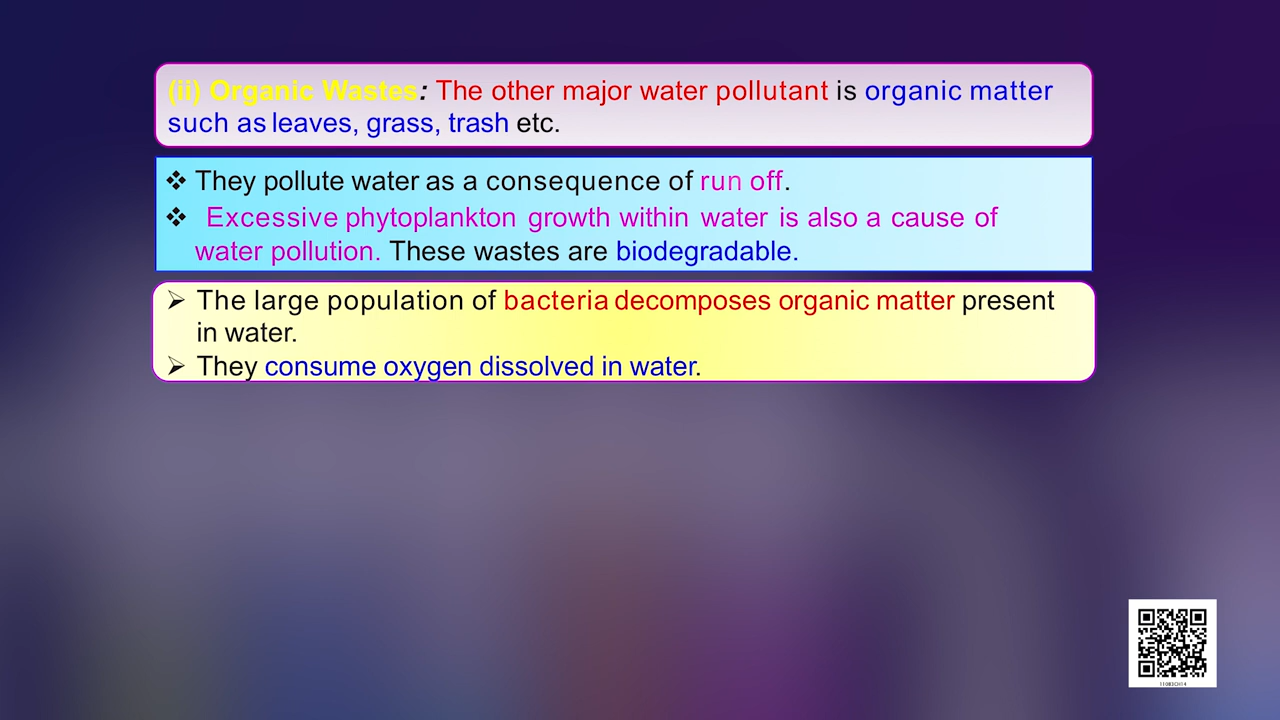 (ii) Organic Wastes: The other major water pollutant is organic matter
such as leaves, grass, trash etc.
❖ They pollute water as a consequence of run off.
❖ Excessive phytoplankton growth within water is also a cause of
water pollution. These wastes are biodegradable.
➢ The large population of bacteria decomposes organic matter present
in water.
➢ They consume oxygen dissolved in water.
11083CH14